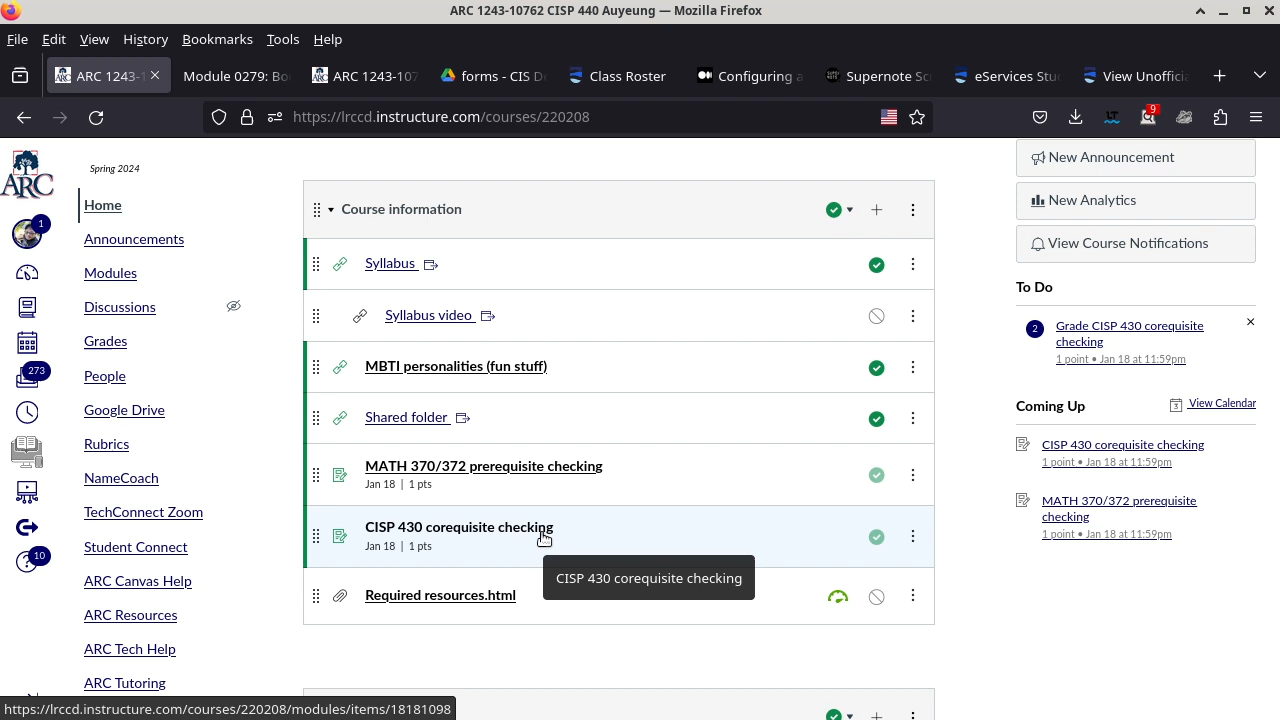 ARC 1243-10762 CISP 440 Auyeung — Mozilla Firefox
File Edit View History Bookmarks Tools Help
ARC 1243-1
Module 0279: Bo
ARC 1243-107
forms - CIS De
Class Roster
Configuring a
Supernote Sc
eServices Stu
View Unoffici
https://lrccd.instructure.com/courses/220208
9
ARC
1
273
10
Spring 2024
Home
Announcements
Modules
Discussions
Grades
People
Google Drive
Rubrics
NameCoach
TechConnect Zoom
Student Connect
ARC Canvas Help
ARC Resources
ARC Tech Help
ARC Tutoring
Course information
Syllabus
Syllabus video
MBTI personalities (fun stuff)
Shared folder
MATH 370/372 prerequisite checking
Jan 18 | 1 pts
CISP 430 corequisite checking
Jan 18 | 1 pts
CISP 430 corequisite checking
Required resources.html
New Announcement
New Analytics
View Course Notifications
To Do
2
Grade CISP 430 corequisite
checking
1 point • Jan 18 at 11:59pm
Coming Up
View Calendar
CISP 430 corequisite checking
1 point • Jan 18 at 11:59pm
MATH 370/372 prerequisite
checking
1 point • Jan 18 at 11:59pm
https://lrccd.instructure.com/courses/220208/modules/items/18181098